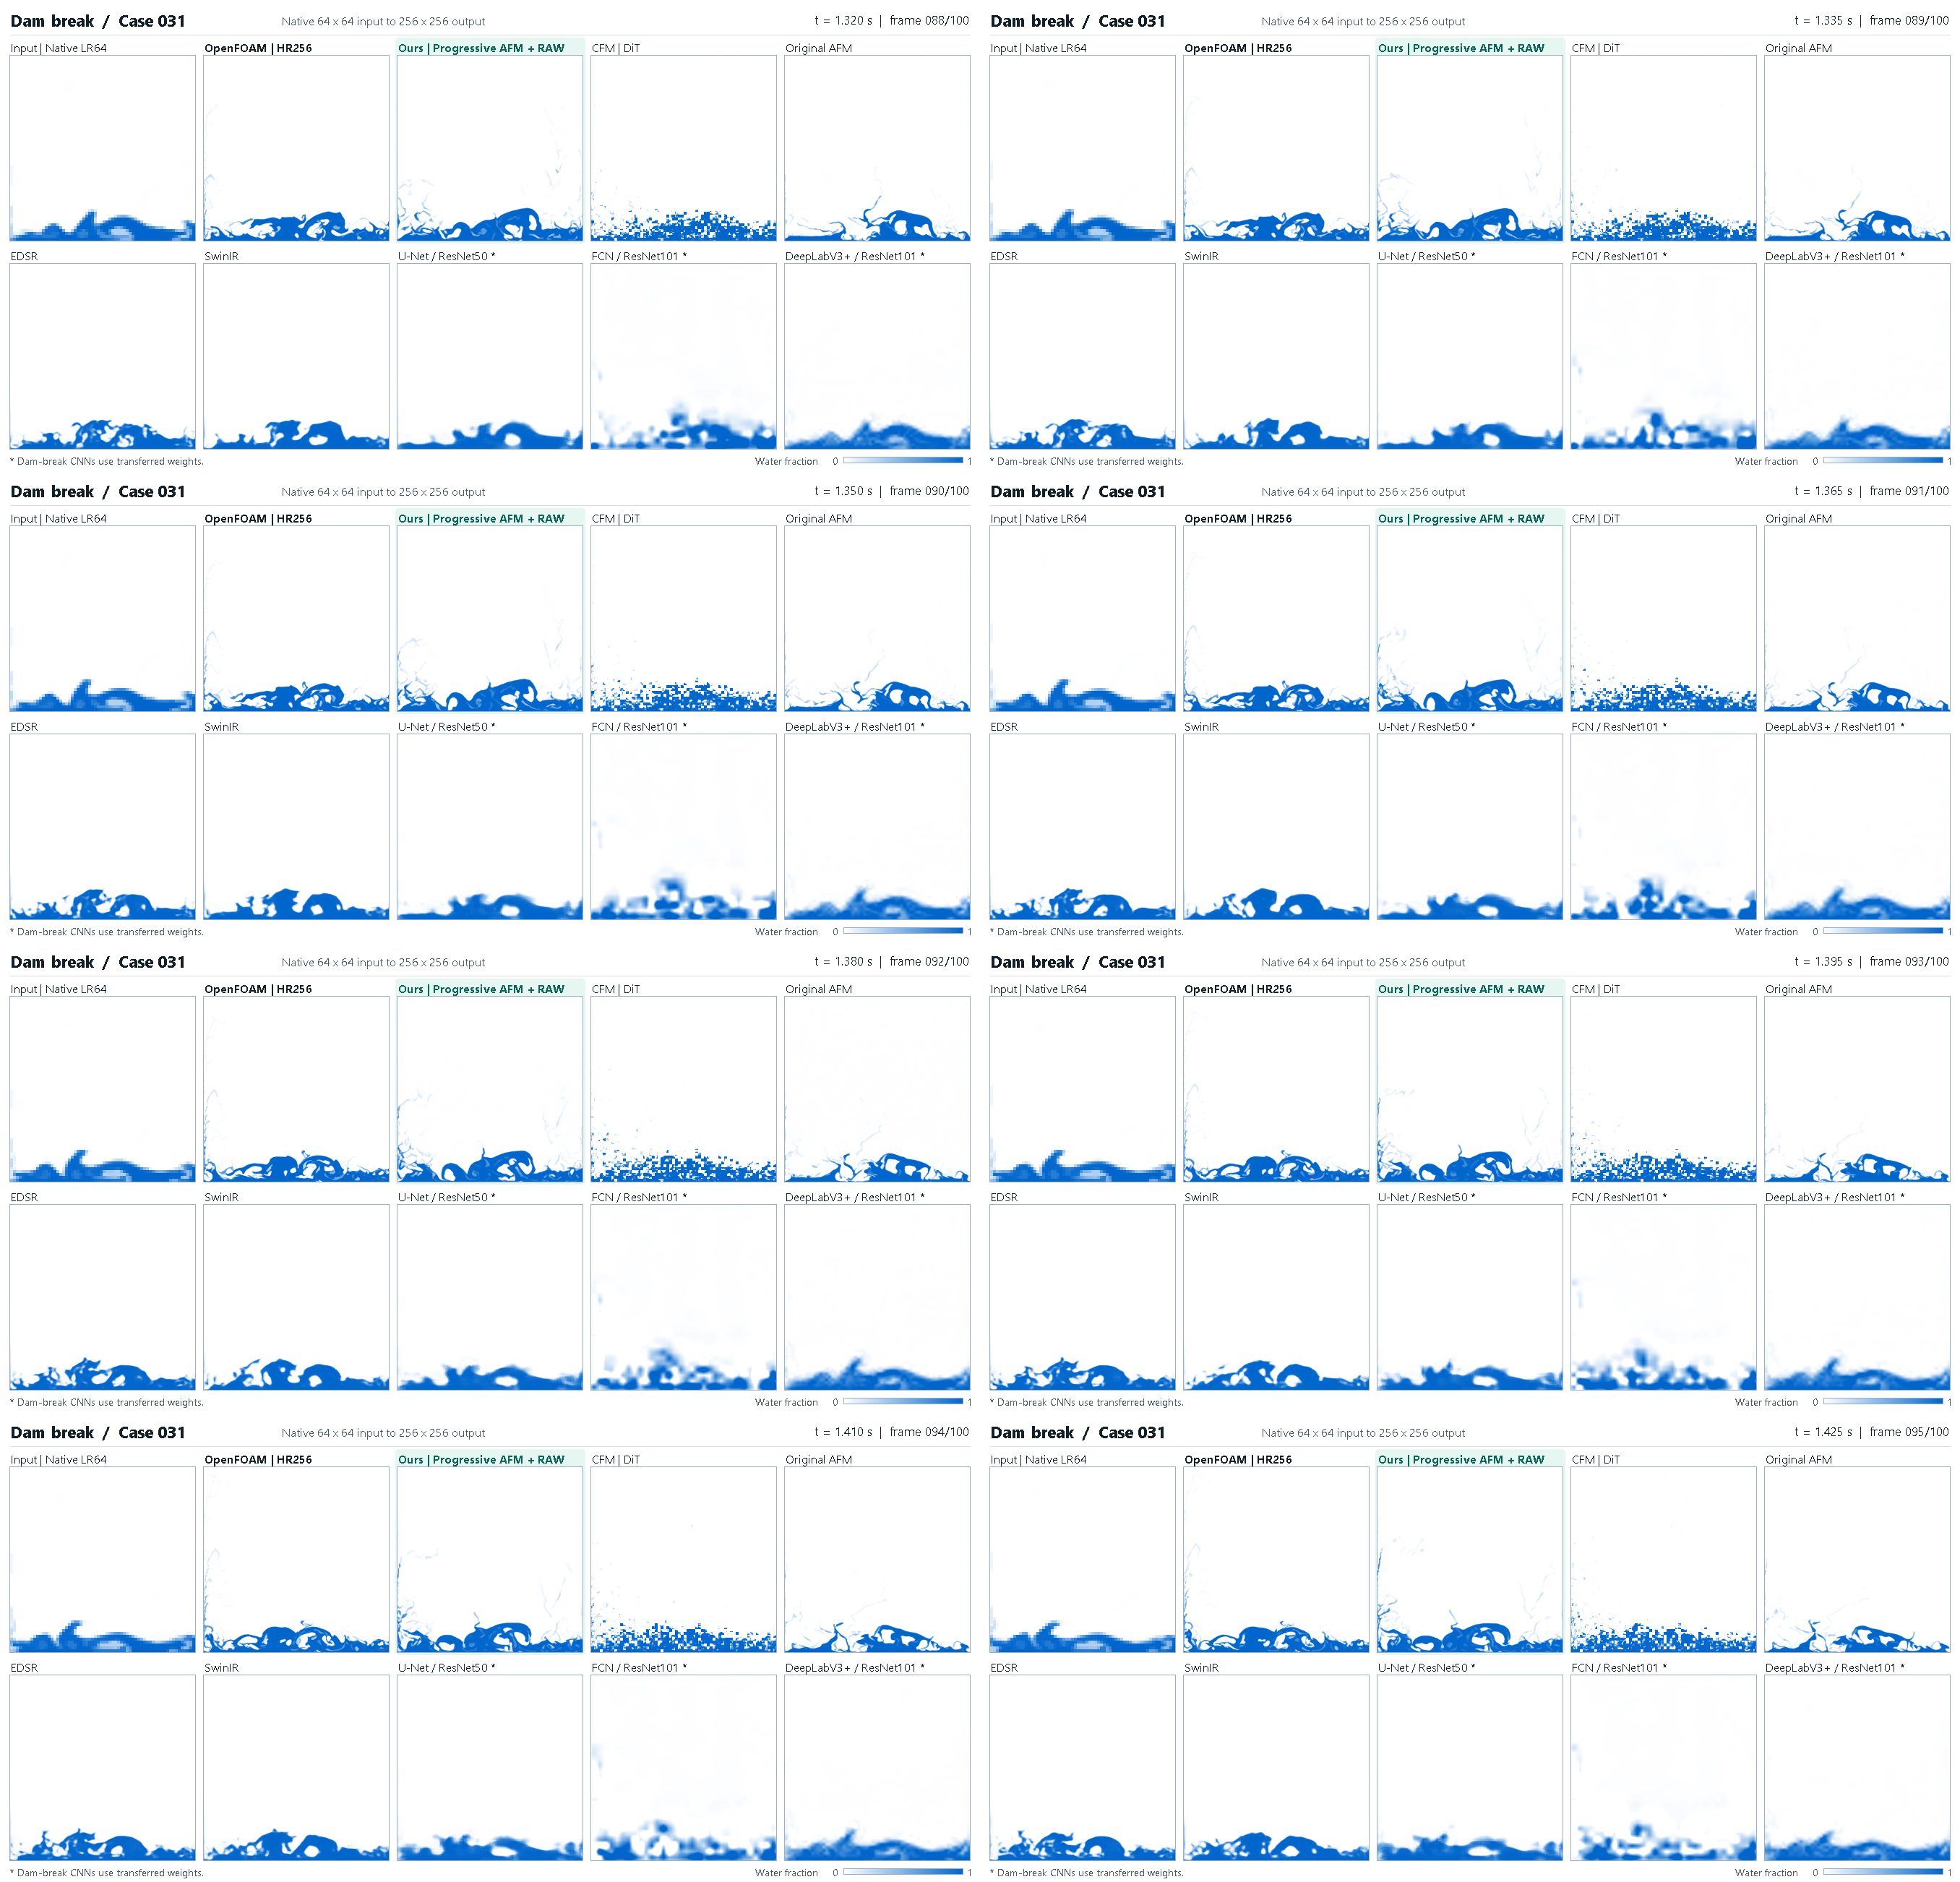 Dam break / Case 031 Native 64 x 64 input to 256 x 256 output t = 1.320 s | frame 088/100
Input | Native LR64 OpenFOAM | HR256 Ours | Progressive AFM + RAW CFM | DiT Original AFM
EDSR SwinIR U-Net / ResNet50 * FCN / ResNet101 * DeepLabV3+ / ResNet101 *
* Dam-break CNNs use transferred weights. Water fraction 0 1
Dam break / Case 031 Native 64 x 64 input to 256 x 256 output t = 1.335 s | frame 089/100
Input | Native LR64 OpenFOAM | HR256 Ours | Progressive AFM + RAW CFM | DiT Original AFM
EDSR SwinIR U-Net / ResNet50 * FCN / ResNet101 * DeepLabV3+ / ResNet101 *
* Dam-break CNNs use transferred weights. Water fraction 0 1
Dam break / Case 031 Native 64 x 64 input to 256 x 256 output t = 1.350 s | frame 090/100
Input | Native LR64 OpenFOAM | HR256 Ours | Progressive AFM + RAW CFM | DiT Original AFM
EDSR SwinIR U-Net / ResNet50 * FCN / ResNet101 * DeepLabV3+ / ResNet101 *
* Dam-break CNNs use transferred weights. Water fraction 0 1
Dam break / Case 031 Native 64 x 64 input to 256 x 256 output t = 1.365 s | frame 091/100
Input | Native LR64 OpenFOAM | HR256 Ours | Progressive AFM + RAW CFM | DiT Original AFM
EDSR SwinIR U-Net / ResNet50 * FCN / ResNet101 * DeepLabV3+ / ResNet101 *
* Dam-break CNNs use transferred weights. Water fraction 0 1
Dam break / Case 031 Native 64 x 64 input to 256 x 256 output t = 1.380 s | frame 092/100
Input | Native LR64 OpenFOAM | HR256 Ours | Progressive AFM + RAW CFM | DiT Original AFM
EDSR SwinIR U-Net / ResNet50 * FCN / ResNet101 * DeepLabV3+ / ResNet101 *
* Dam-break CNNs use transferred weights. Water fraction 0 1
Dam break / Case 031 Native 64 x 64 input to 256 x 256 output t = 1.395 s | frame 093/100
Input | Native LR64 OpenFOAM | HR256 Ours | Progressive AFM + RAW CFM | DiT Original AFM
EDSR SwinIR U-Net / ResNet50 * FCN / ResNet101 * DeepLabV3+ / ResNet101 *
* Dam-break CNNs use transferred weights. Water fraction 0 1
Dam break / Case 031 Native 64 x 64 input to 256 x 256 output t = 1.410 s | frame 094/100
Input | Native LR64 OpenFOAM | HR256 Ours | Progressive AFM + RAW CFM | DiT Original AFM
EDSR SwinIR U-Net / ResNet50 * FCN / ResNet101 * DeepLabV3+ / ResNet101 *
* Dam-break CNNs use transferred weights. Water fraction 0 1
Dam break / Case 031 Native 64 x 64 input to 256 x 256 output t = 1.425 s | frame 095/100
Input | Native LR64 OpenFOAM | HR256 Ours | Progressive AFM + RAW CFM | DiT Original AFM
EDSR SwinIR U-Net / ResNet50 * FCN / ResNet101 * DeepLabV3+ / ResNet101 *
* Dam-break CNNs use transferred weights. Water fraction 0 1